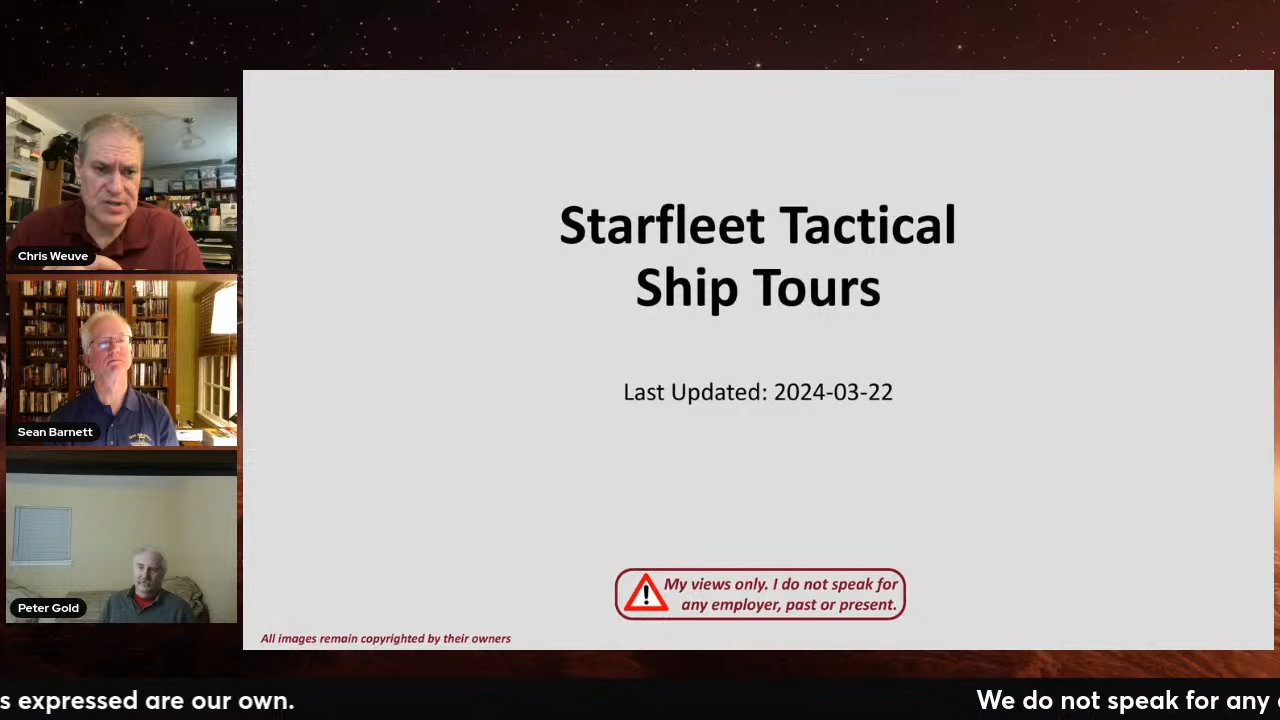 Chris Weuve
Sean Barnett
Peter Gold
Starfleet Tactical
Ship Tours
Last Updated: 2024-03-22
My views only. I do not speak for
any employer, past or present.
All images remain copyrighted by their owners
s expressed are our own.
We do not speak for any